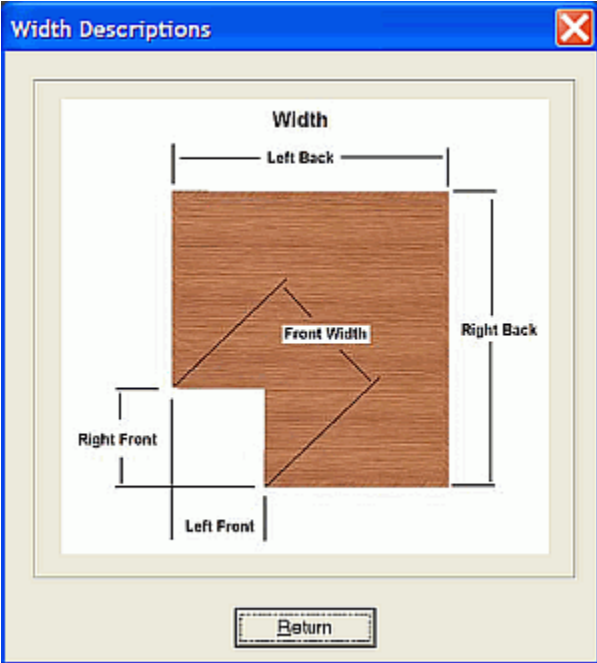 Width Descriptions
Width
Left Back
Front Width
Right Back
Right Front
Left Front
Return